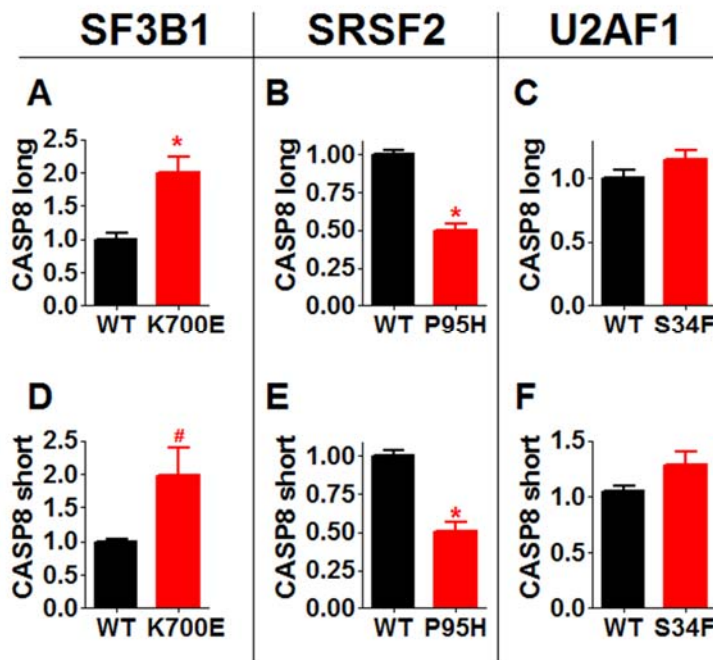 SF3B1 SRSF2 U2AF1
A B C
CASP8 long
2.5
2.0
1.5
1.0
0.5
0.0
*
WT K700E
CASP8 long
1.00
0.75
0.50
0.25
0.00
*
WT P95H
CASP8 long
1.0
0.5
0.0
WT S34F
D E F
CASP8 short
2.5
2.0
1.5
1.0
0.5
0.0
#
WT K700E
CASP8 short
1.00
0.75
0.50
0.25
0.00
*
WT P95H
CASP8 short
1.5
1.0
0.5
0.0
WT S34F